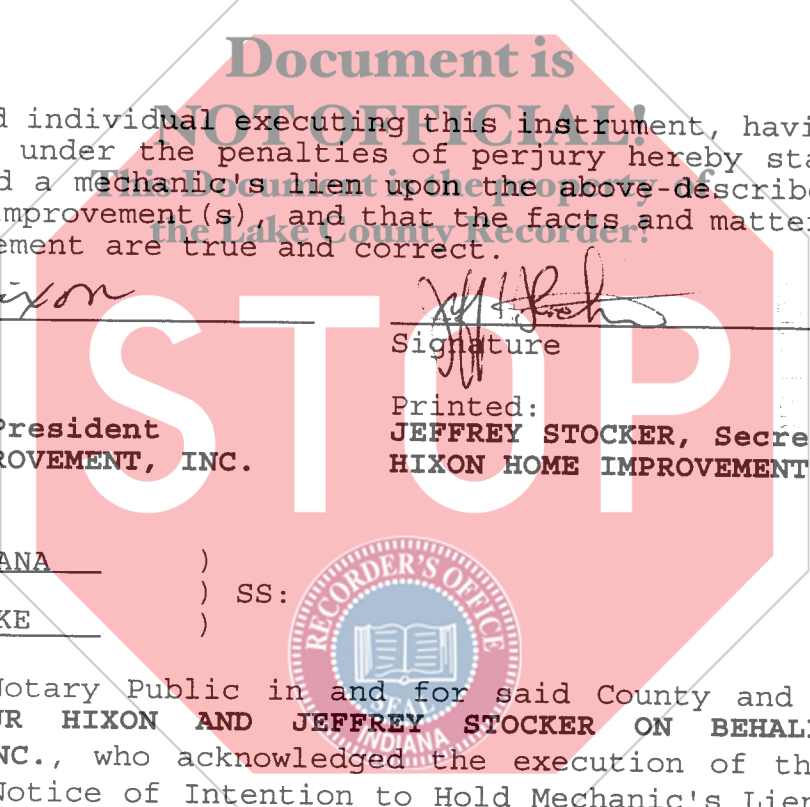 Document is
NOT OFFICIAL!
This Document is the property of
the Lake County Recorder!
d individual executing this instrument, havi
under the penalties of perjury hereby sta
d a mechanic's lien upon the above-describe
improvement(s), and that the facts and matte
ement are true and correct.
ixon
Signature
President
ROVEMENT, INC.
Printed:
JEFFREY STOCKER, Secre
HIXON HOME IMPROVEMENT
STOP
ANA )
) SS:
KE )
RECORDER'S OFFICE
SEAL
INDIANA
Notary Public in and for said County and
UR HIXON AND JEFFREY STOCKER ON BEHAL
NC., who acknowledged the execution of th
Notice of Intention to Hold Mechanic's Lien